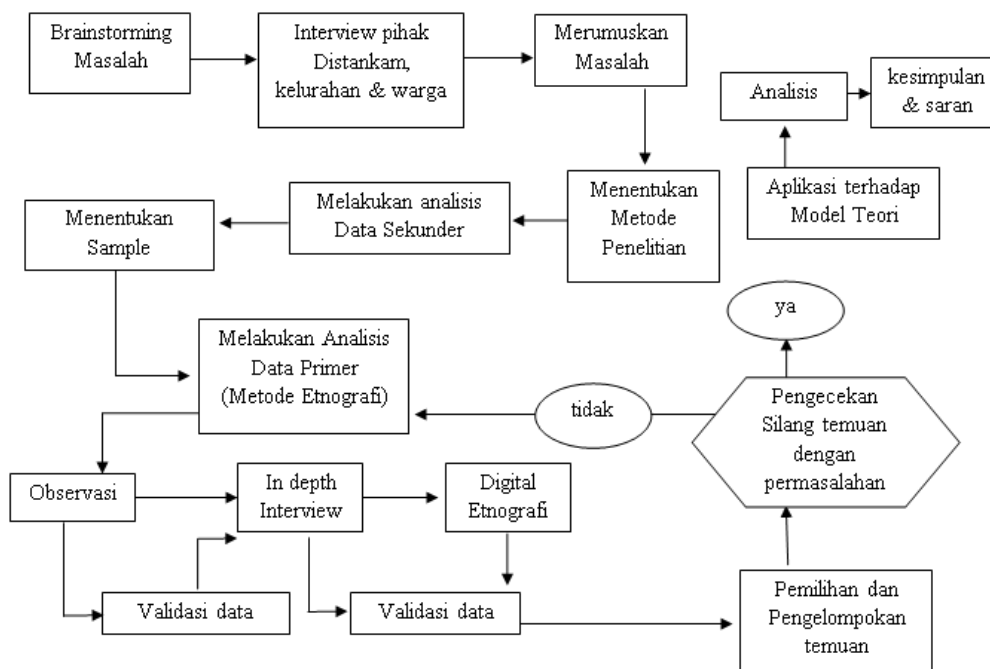 Brainstorming
Masalah
Interview pihak
Distankam,
kelurahan & warga
Merumuskan
Masalah
Analisis
kesimpulan
& saran
Menentukan
Sample
Melakukan analisis
Data Sekunder
Menentukan
Metode
Penelitian
Aplikasi terhadap
Model Teori
ya
Melakukan Analisis
Data Primer
(Metode Etnografi)
tidak
Pengecekan
Silang temuan
dengan
permasalahan
Observasi
In depth
Interview
Digital
Etnografi
Validasi data
Validasi data
Pemilihan dan
Pengelompokan
temuan